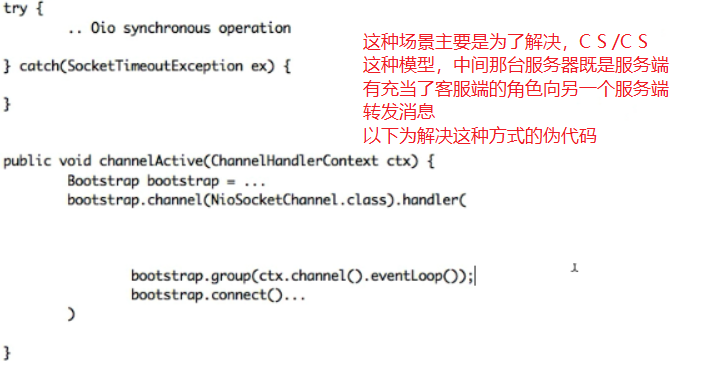 try {
.. Oio synchronous operation
} catch(SocketTimeoutException ex) {
}
这种场景主要是为了解决，C S /C S
这种模型，中间那台服务器既是服务端
有充当了客服端的角色向另一个服务端
转发消息
以下为解决这种方式的伪代码
public void channelActive(ChannelHandlerContext ctx) {
Bootstrap bootstrap = ...
bootstrap.channel(NioSocketChannel.class).handler(
bootstrap.group(ctx.channel().eventLoop());
bootstrap.connect()...
)
}